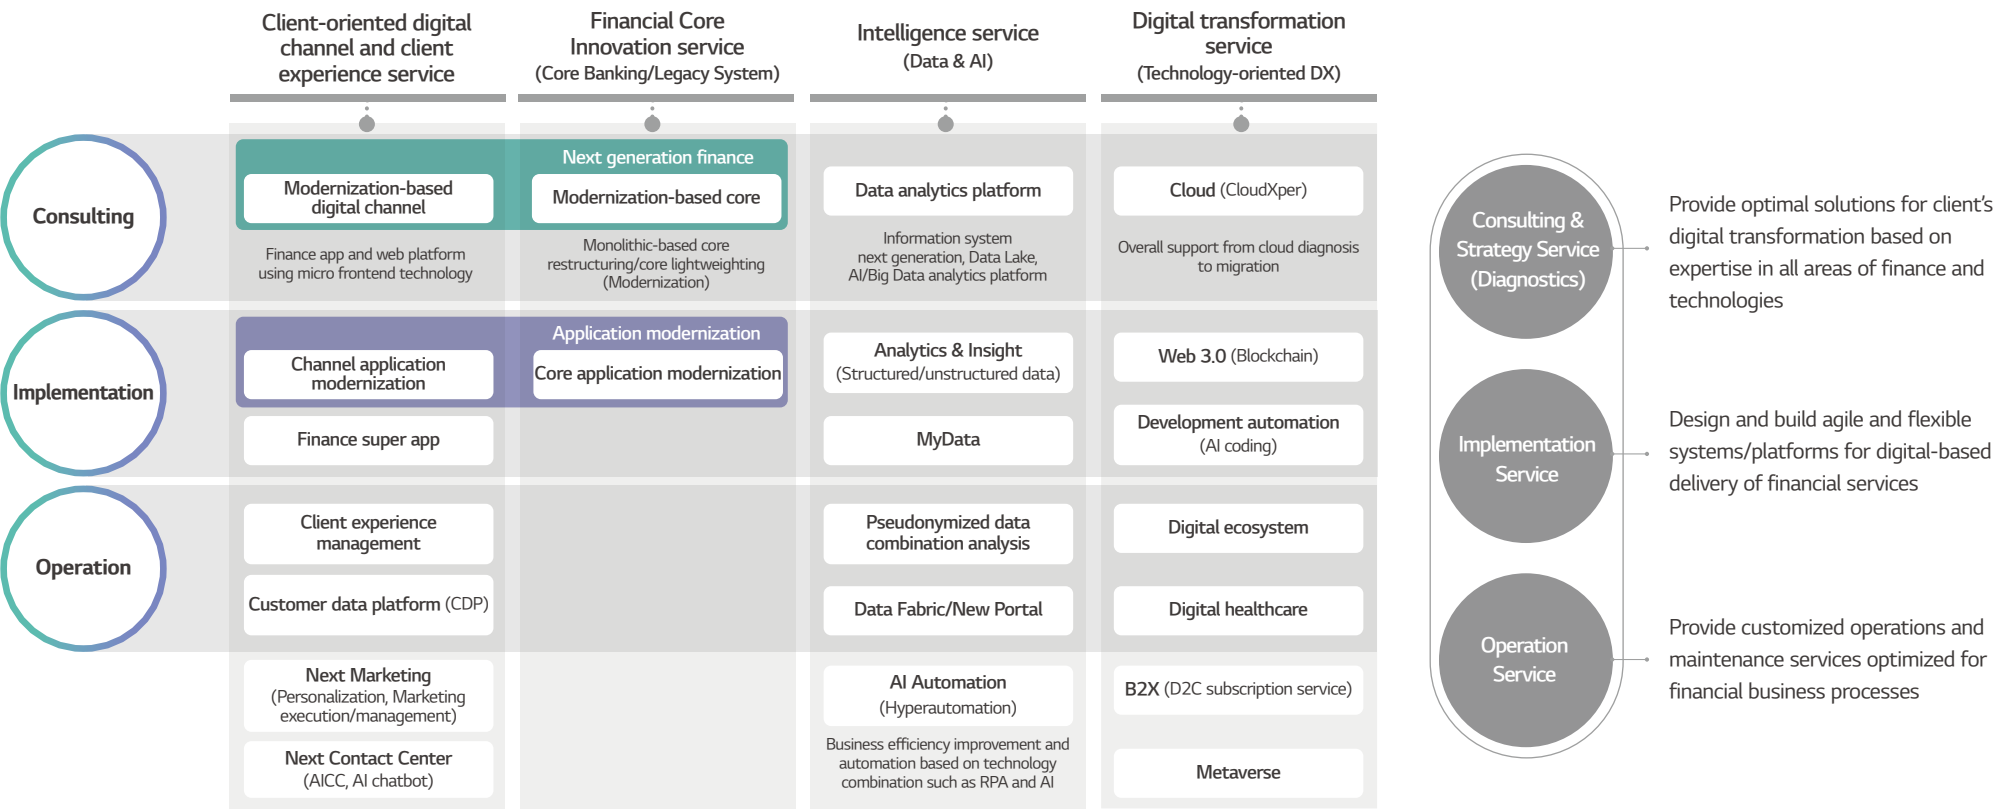 Client-oriented digital
channel and client
experience service
Financial Core
Innovation service
(Core Banking/Legacy System)
Intelligence service
(Data & AI)
Digital transformation
service
(Technology-oriented DX)
Consulting
Next generation finance
Modernization-based
digital channel
Modernization-based core
Data analytics platform
Cloud (CloudXper)
Finance app and web platform
using micro frontend technology
Monolithic-based core
restructuring/core lightweighting
(Modernization)
Information system
next generation, Data Lake,
AI/Big Data analytics platform
Overall support from cloud diagnosis
to migration
Implementation
Application modernization
Channel application
modernization
Core application modernization
Analytics & Insight
(Structured/unstructured data)
Web 3.0 (Blockchain)
Finance super app
MyData
Development automation
(AI coding)
Operation
Client experience
management
Pseudonymized data
combination analysis
Digital ecosystem
Customer data platform (CDP)
Data Fabric/New Portal
Digital healthcare
Next Marketing
(Personalization, Marketing
execution/management)
AI Automation
(Hyperautomation)
B2X (D2C subscription service)
Next Contact Center
(AICC, AI chatbot)
Business efficiency improvement and
automation based on technology
combination such as RPA and AI
Metaverse
Consulting &
Strategy Service
(Diagnostics)
Provide optimal solutions for client's
digital transformation based on
expertise in all areas of finance and
technologies
Implementation
Service
Design and build agile and flexible
systems/platforms for digital-based
delivery of financial services
Operation
Service
Provide customized operations and
maintenance services optimized for
financial business processes